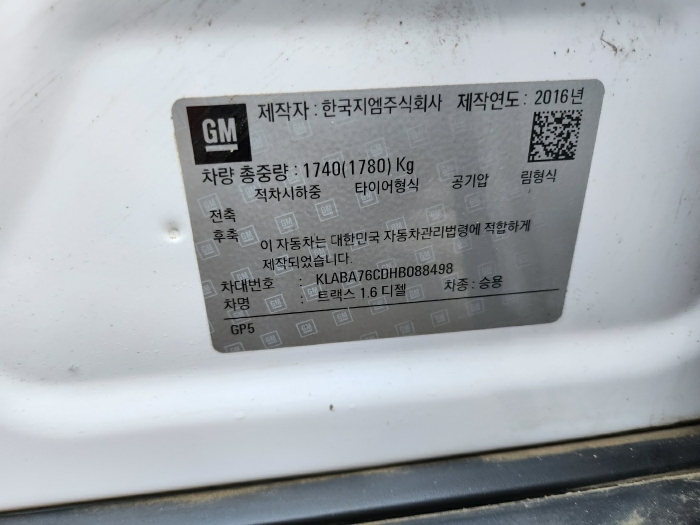 GM
제작자 : 한국지엠주식회사 제작연도 : 2016년
차량 총중량 : 1740(1780) Kg
적차시하중 타이어형식 공기압 림형식
전축
후축
이 자동차는 대한민국 자동차관리법령에 적합하게
제작되었습니다.
차대번호 : KLABA76CDHB088498
차명 : 트랙스 1.6 디젤 차종 : 승용
GP5